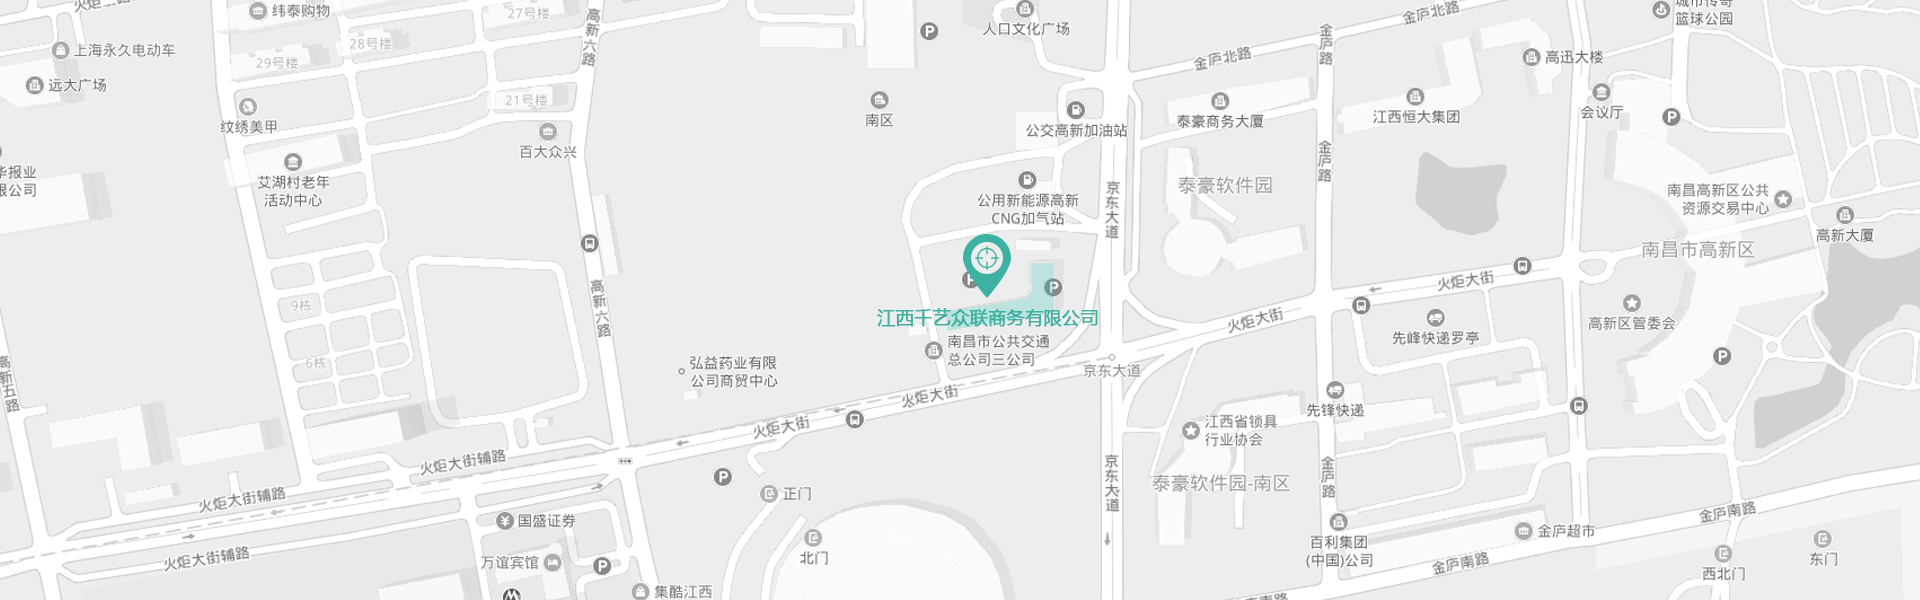 火炬北路
纬泰购物
27号楼
高新六路
28号楼
上海永久电动车
29号楼
远大广场
21号楼
纹绣美甲
百大众兴
华报业
限公司
艾湖村老年
活动中心
人口文化广场
南区
公交高新加油站
公用新能源高新
CNG加气站
京东大道
金庐北路
金庐北路
金庐路
城市传奇
篮球公园
高迅大楼
会议厅
泰豪商务大厦
江西恒大集团
金庐路
泰豪软件园
南昌高新区公共
资源交易中心
高新大厦
南昌市高新区
火炬大街
9栋
高新六路
江西千艺众联商务有限公司
南昌市公共交通
总公司三公司
火炬大街
先峰快递罗亭
高新区管委会
6栋
高新五路
弘益药业有限
公司商贸中心
京东大道
火炬大街
火炬大街
先锋快递
江西省锁具
行业协会
火炬大街辅路
火炬大街辅路
正门
京东大道
泰豪软件园-南区
金庐路
国盛证券
北门
百利集团
(中国)公司
金庐超市
金庐南路
火炬大街辅路
万谊宾馆
集酷江西
金庐南路
西北门
东门